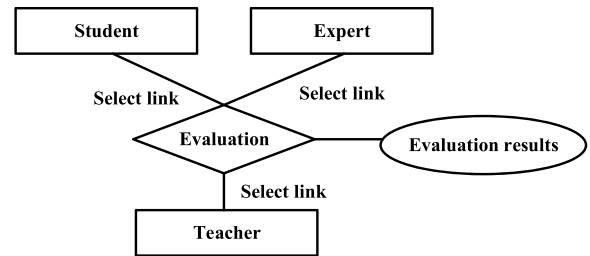 Student
Expert
Select link
Select link
Evaluation
Evaluation results
Select link
Teacher